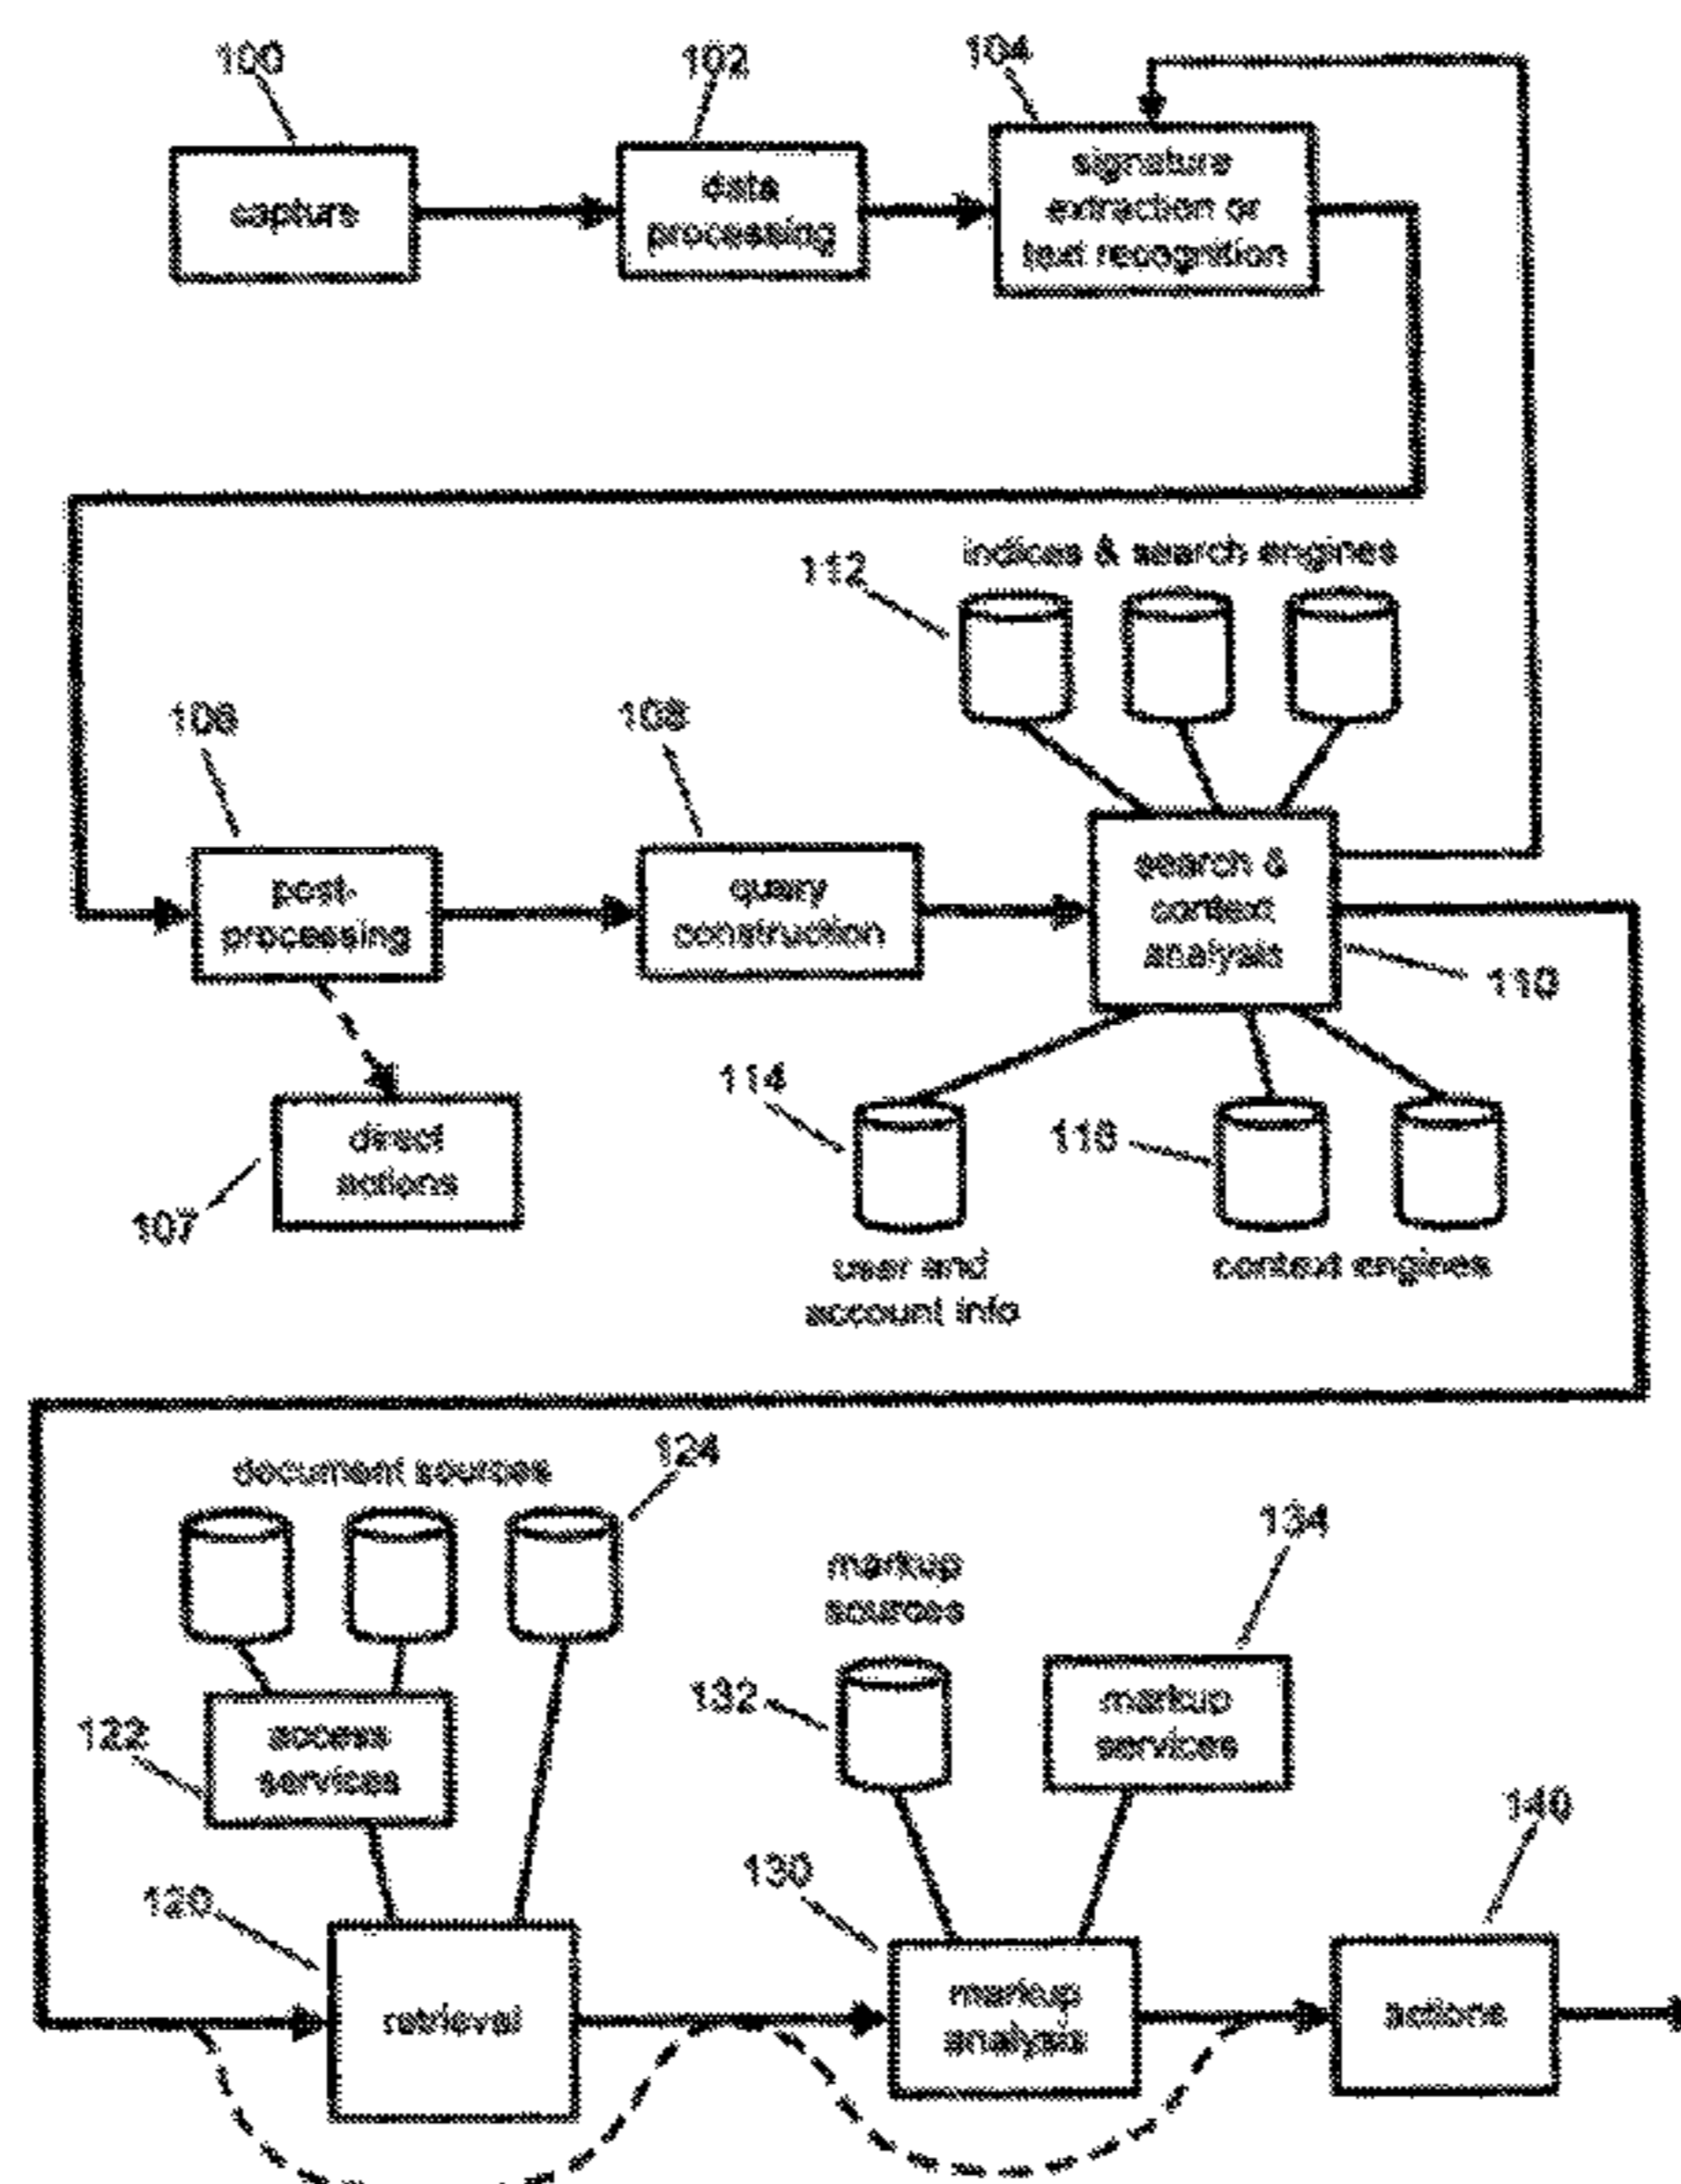 100
102
104
capture
data
processing
signature
extraction or
text recognition
indices & search engines
112
106
108
post-
processing
query
construction
search &
context
analysis
110
direct
actions
107
114
user and
account info
context engines
document sources
124
134
markup
sources
132
markup
services
122
access
services
120
130
140
retrieval
markup
analysis
actions